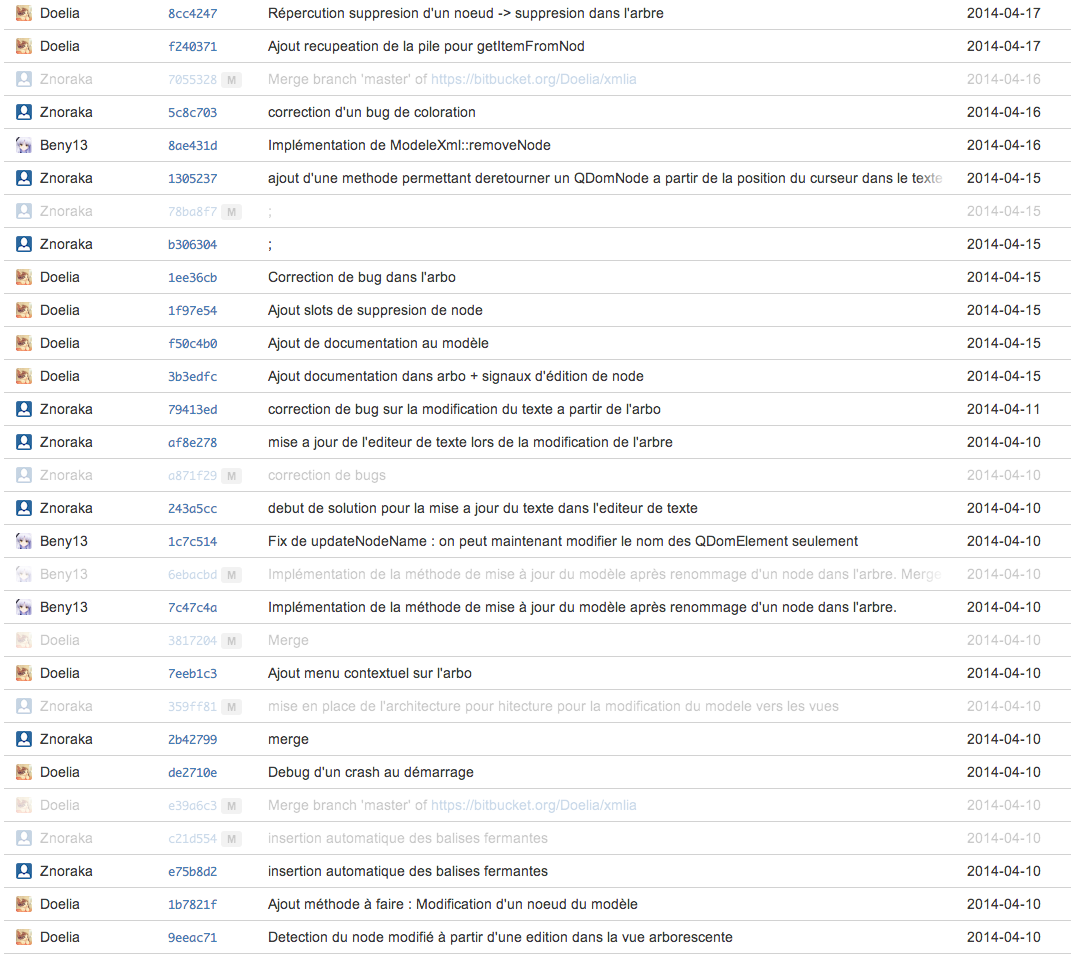 Doelia 8cc4247 Répercution suppresion d'un noeud -> suppresion dans l'arbre 2014-04-17
Doelia f240371 Ajout recupeation de la pile pour getItemFromNod 2014-04-17
Znoraka 7055328 M Merge branch 'master' of https://bitbucket.org/Doelia/xmlia 2014-04-16
Znoraka 5c8c703 correction d'un bug de coloration 2014-04-16
Beny13 8ae431d Implémentation de ModeleXml::removeNode 2014-04-16
Znoraka 1305237 ajout d'une methode permettant deretourner un QDomNode a partir de la position du curseur dans le texte 2014-04-15
Znoraka 78ba8f7 M ; 2014-04-15
Znoraka b306304 ; 2014-04-15
Doelia 1ee36cb Correction de bug dans l'arbo 2014-04-15
Doelia 1f97e54 Ajout slots de suppresion de node 2014-04-15
Doelia f50c4b0 Ajout de documentation au modèle 2014-04-15
Doelia 3b3edfc Ajout documentation dans arbo + signaux d'édition de node 2014-04-15
Znoraka 79413ed correction de bug sur la modification du texte a partir de l'arbo 2014-04-11
Znoraka af8e278 mise a jour de l'editeur de texte lors de la modification de l'arbre 2014-04-10
Znoraka a871f29 M correction de bugs 2014-04-10
Znoraka 243a5cc debut de solution pour la mise a jour du texte dans l'editeur de texte 2014-04-10
Beny13 1c7c514 Fix de updateNodeName : on peut maintenant modifier le nom des QDomElement seulement 2014-04-10
Beny13 6ebacbd M Implémentation de la méthode de mise à jour du modèle après renommage d'un node dans l'arbre. Merge 2014-04-10
Beny13 7c47c4a Implémentation de la méthode de mise à jour du modèle après renommage d'un node dans l'arbre. 2014-04-10
Doelia 3817204 M Merge 2014-04-10
Doelia 7eeb1c3 Ajout menu contextuel sur l'arbo 2014-04-10
Znoraka 359ff81 M mise en place de l'architecture pour hitecture pour la modification du modele vers les vues 2014-04-10
Znoraka 2b42799 merge 2014-04-10
Doelia de2710e Debug d'un crash au démarrage 2014-04-10
Doelia e39a6c3 M Merge branch 'master' of https://bitbucket.org/Doelia/xmlia 2014-04-10
Znoraka c21d554 M insertion automatique des balises fermantes 2014-04-10
Znoraka e75b8d2 insertion automatique des balises fermantes 2014-04-10
Doelia 1b7821f Ajout méthode à faire : Modification d'un noeud du modèle 2014-04-10
Doelia 9eeac71 Detection du node modifié à partir d'une edition dans la vue arborescente 2014-04-10